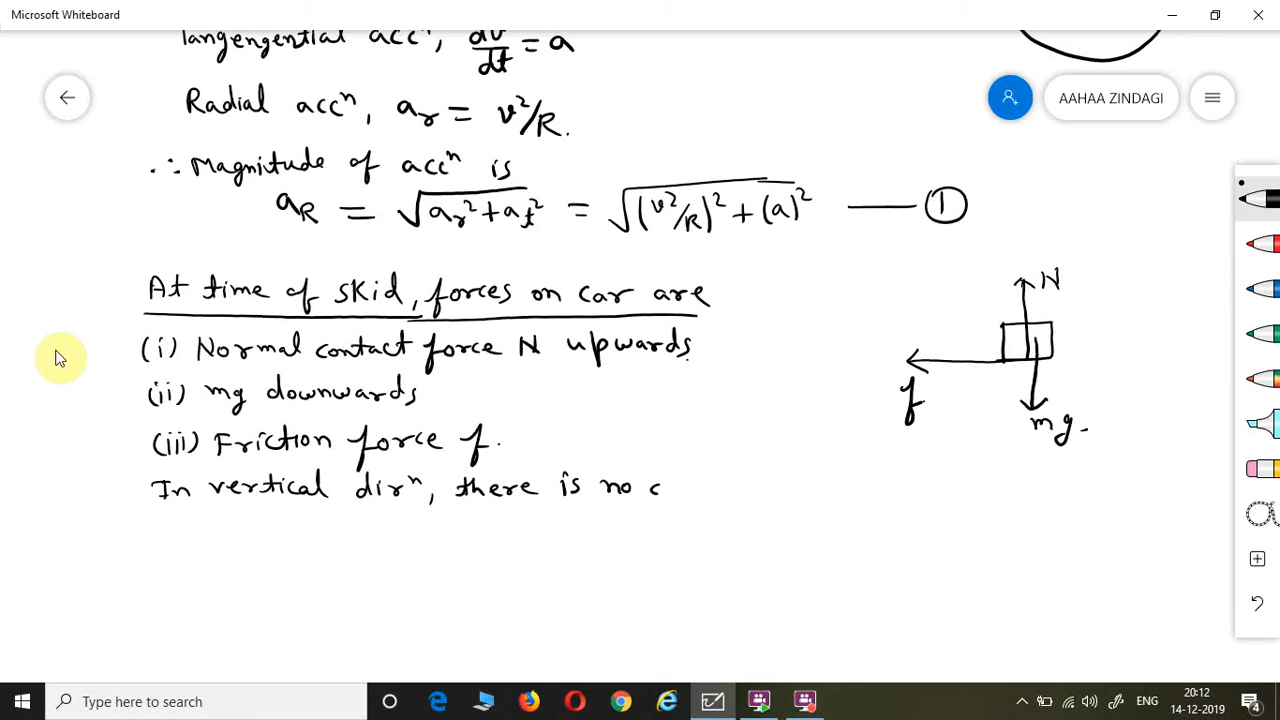 Microsoft Whiteboard
Tangengential accⁿ, dv/dt = a
AAHAA ZINDAGI
Radial accⁿ, aᵣ = v²/R.
∴ Magnitude of accⁿ is
a_R = √(aᵣ² + aₜ²) = √((v²/R)² + (a)²) —— ①
At time of skid, forces on car are
N
(i) Normal contact force N upwards.
(ii) mg downwards
f
mg.
(iii) Friction force f.
In vertical dirⁿ, there is no c
Type here to search
ENG
20:12
14-12-2019
4